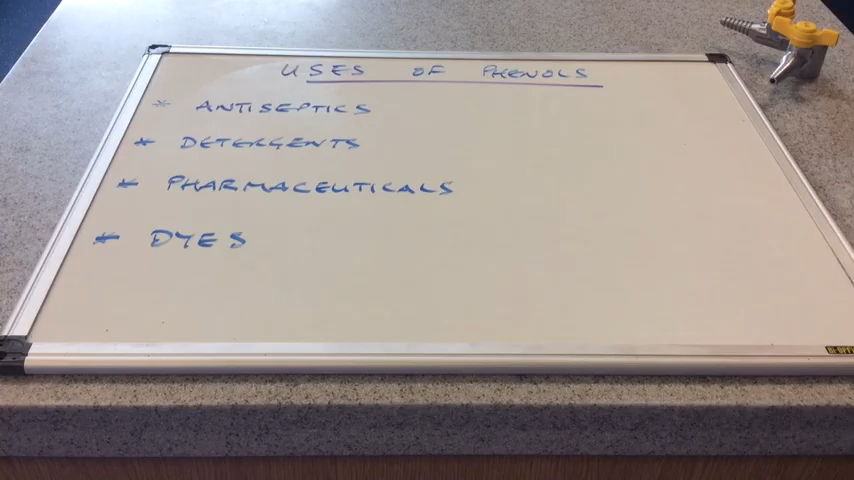 USES OF PHENOLS
* ANTISEPTICS
* DETERGENTS
* PHARMACEUTICALS
* DYES